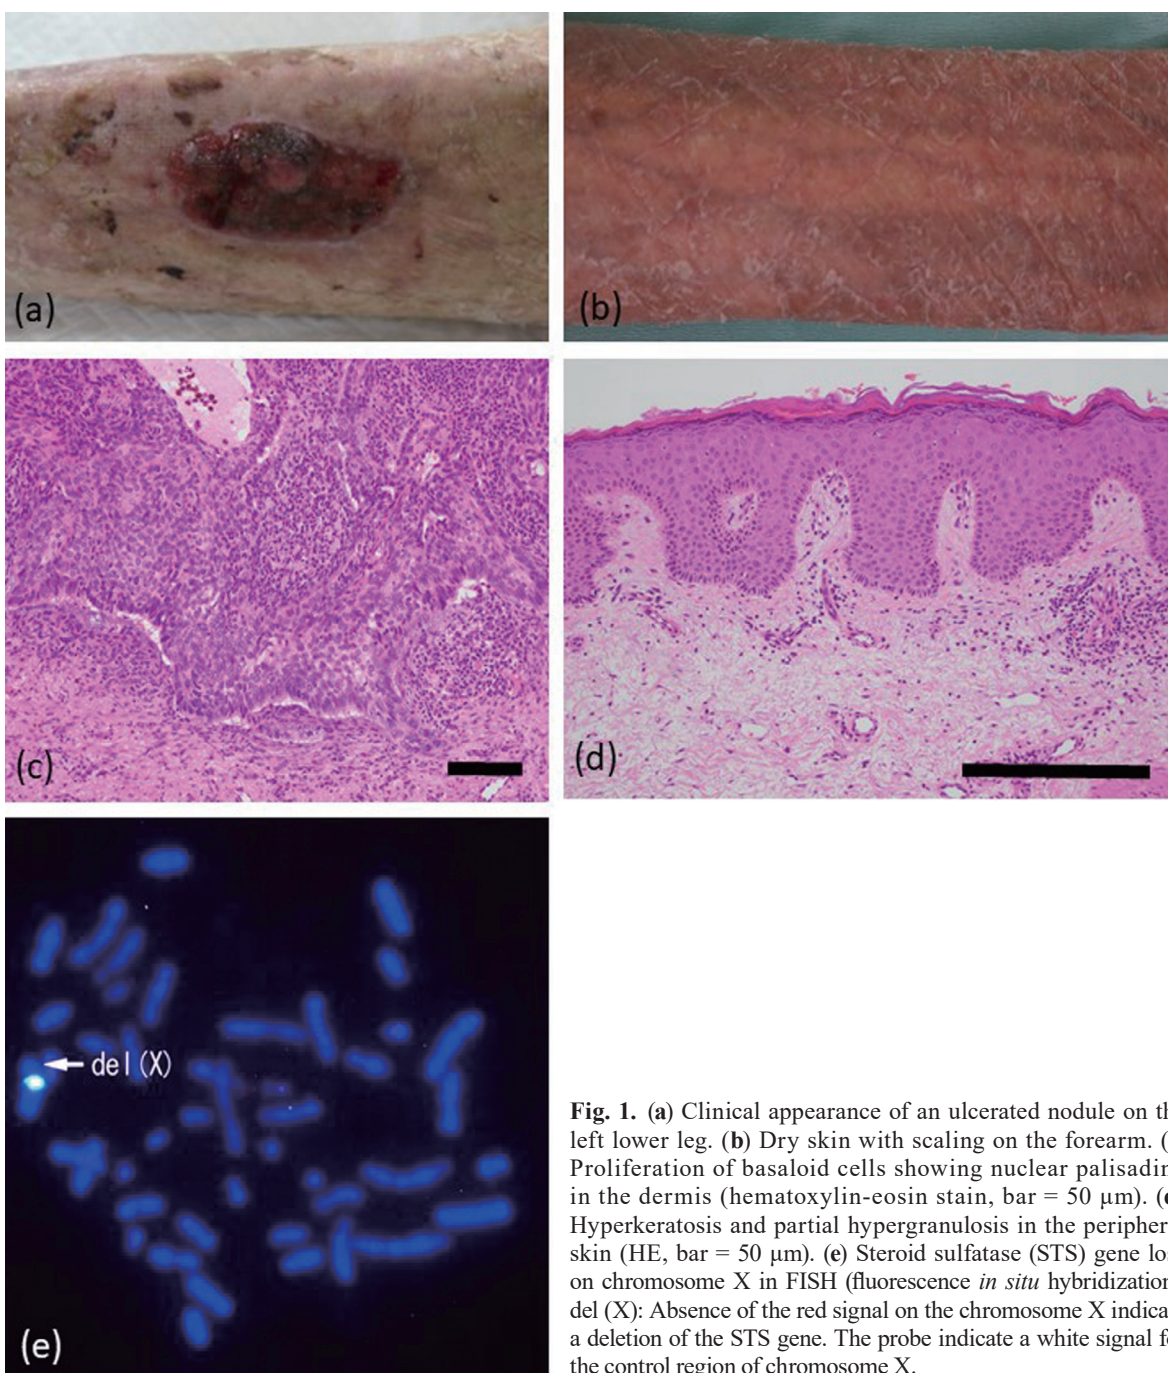 (a)
(b)
(c)
(d)
del (X)
(e)
Fig. 1. (a) Clinical appearance of an ulcerated nodule on th
left lower leg. (b) Dry skin with scaling on the forearm. (
Proliferation of basaloid cells showing nuclear palisadin
in the dermis (hematoxylin-eosin stain, bar = 50 µm). (
Hyperkeratosis and partial hypergranulosis in the peripher
skin (HE, bar = 50 µm). (e) Steroid sulfatase (STS) gene los
on chromosome X in FISH (fluorescence in situ hybridization
del (X): Absence of the red signal on the chromosome X indica
a deletion of the STS gene. The probe indicate a white signal fo
the control region of chromosome X.